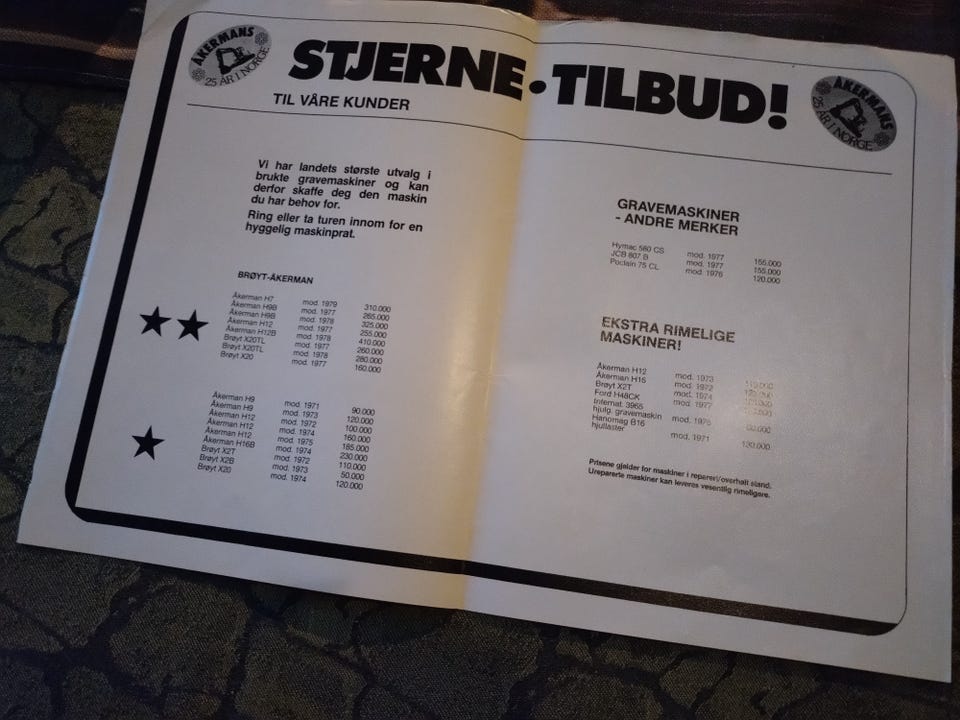 ÅKERMANS
25 ÅR I NORGE
STJERNE·TILBUD!
ÅKERMANS
25 ÅR I NORGE
TIL VÅRE KUNDER
Vi har landets største utvalg i
brukte gravemaskiner og kan
derfor skaffe deg den maskin
du har behov for.
Ring eller ta turen innom for en
hyggelig maskinprat.
BRØYT-ÅKERMAN
Åkerman H7 mod. 1979 310.000
Åkerman H9B mod. 1977 265.000
Åkerman H9B mod. 1978 325.000
Åkerman H12 mod. 1977 255.000
Åkerman H12B mod. 1978 410.000
Brøyt X20TL mod. 1977 260.000
Brøyt X20TL mod. 1978 280.000
Brøyt X20 mod. 1977 160.000
Åkerman H9 mod. 1971 90.000
Åkerman H9 mod. 1973 120.000
Åkerman H12 mod. 1972 100.000
Åkerman H12 mod. 1974 160.000
Åkerman H12 mod. 1975 185.000
Åkerman H16B mod. 1974 230.000
Brøyt X2T mod. 1972 110.000
Brøyt X2B mod. 1973 50.000
Brøyt X20 mod. 1974 120.000
GRAVEMASKINER
- ANDRE MERKER
Hymac 580 CS mod. 1977 155.000
JCB 807 B mod. 1977 155.000
Poclain 75 CL mod. 1976 120.000
EKSTRA RIMELIGE
MASKINER!
Åkerman H12 mod. 1973
Åkerman H16 mod. 1972
Brøyt X2T mod. 1974
Ford H48CK mod. 1977
Internat. 3965
hjulg. gravemaskin mod. 1975
Hanomag B16
hjullaster mod. 1971 130.000
Prisene gjelder for maskiner i reparert/overhalt stand.
Ureparerte maskiner kan leveres vesentlig rimeligere.